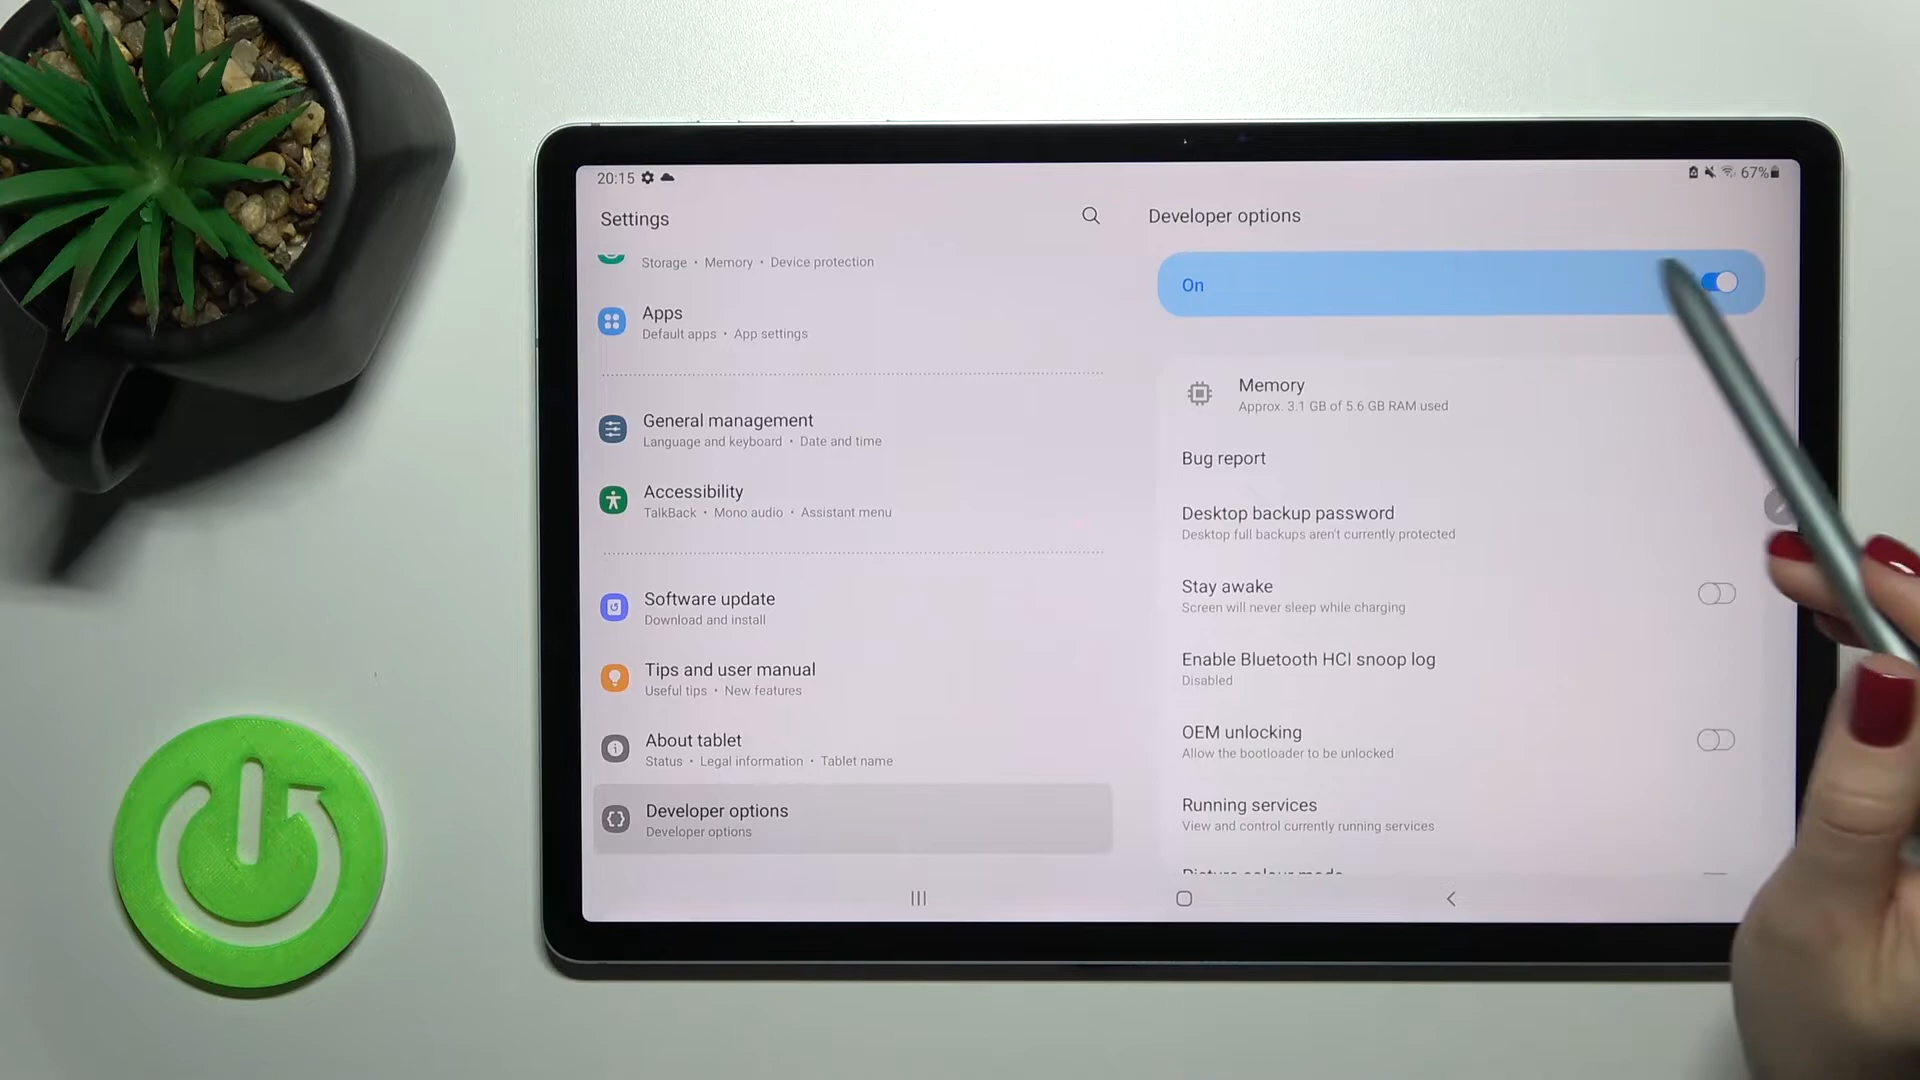 20:15
67%
Settings
Storage • Memory • Device protection
Apps
Default apps • App settings
General management
Language and keyboard • Date and time
Accessibility
TalkBack • Mono audio • Assistant menu
Software update
Download and install
Tips and user manual
Useful tips • New features
About tablet
Status • Legal information • Tablet name
Developer options
Developer options
Developer options
On
Memory
Approx. 3.1 GB of 5.6 GB RAM used
Bug report
Desktop backup password
Desktop full backups aren't currently protected
Stay awake
Screen will never sleep while charging
Enable Bluetooth HCI snoop log
Disabled
OEM unlocking
Allow the bootloader to be unlocked
Running services
View and control currently running services
Picture colour mode